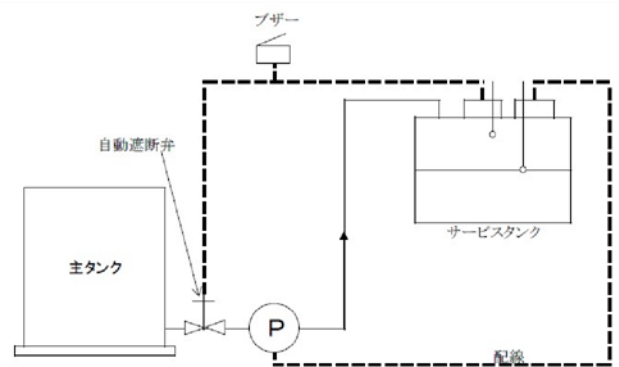 ブザー
自動遮断弁
サービスタンク
主タンク
P
配線